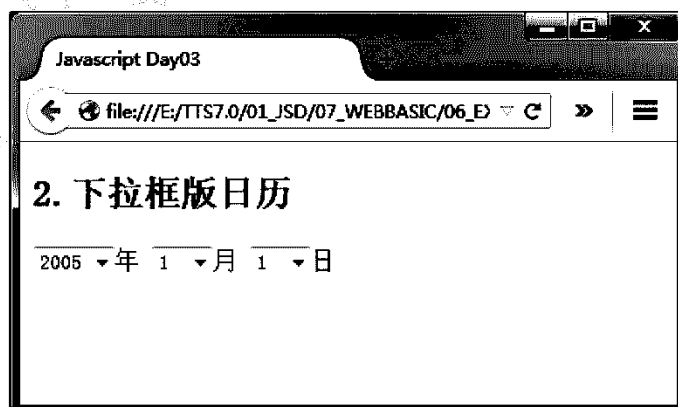 Javascript Day03
file:///E:/TTS7.0/01_JSD/07_WEBBASIC/06_E
2. 下拉框版日历
2005 年 1 月 1 日